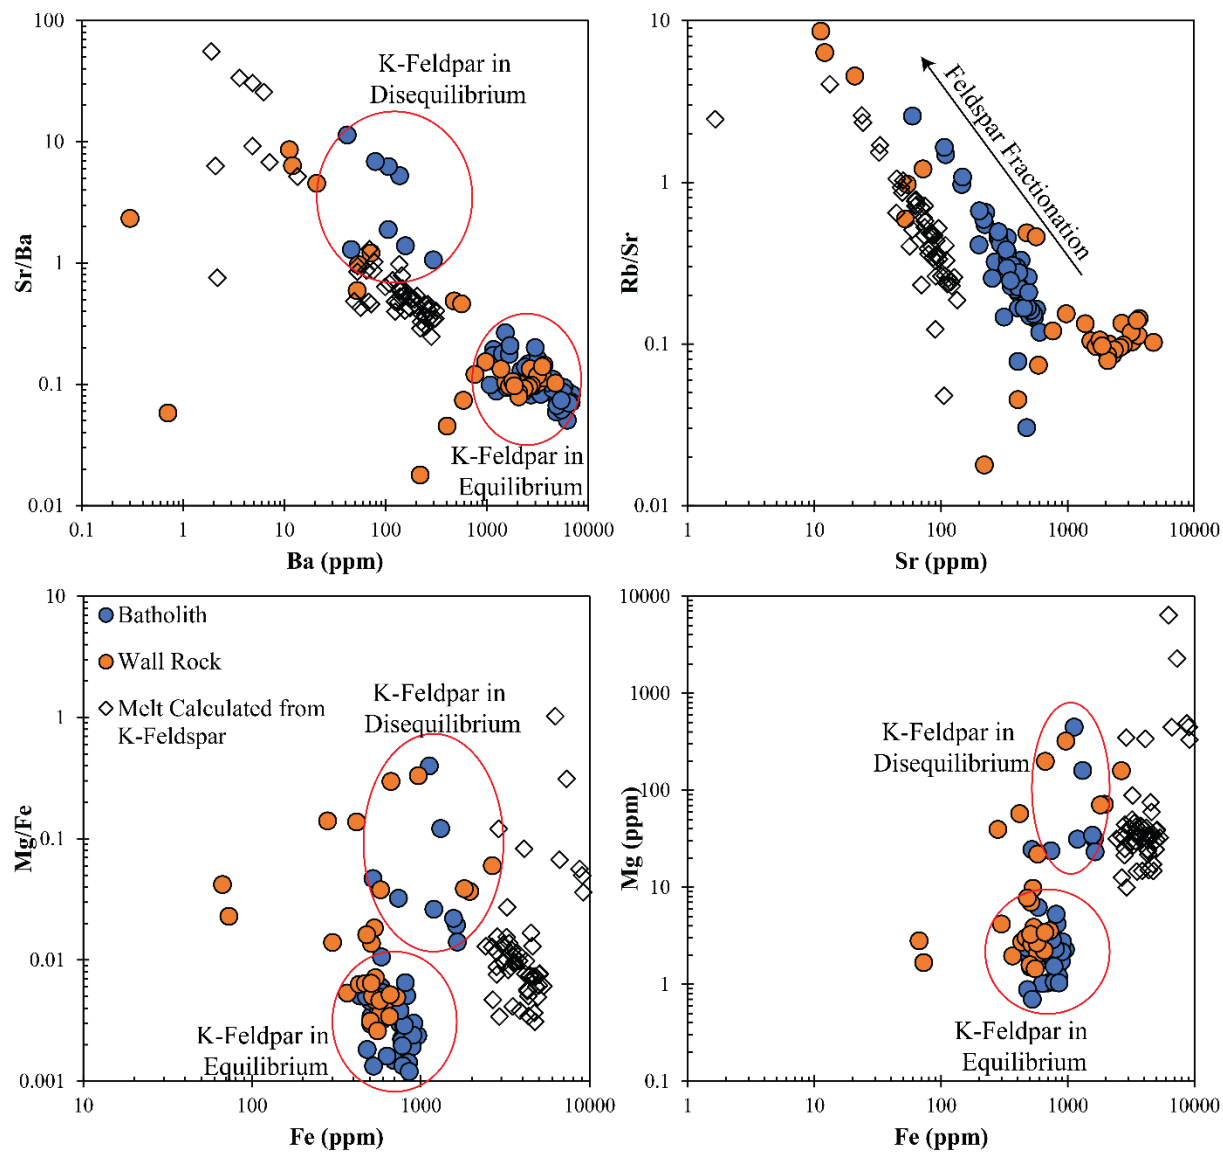 100
10
1
0.1
0.01
Sr/Ba
K-Feldpar in
Disequilibrium
K-Feldpar in
Equilibrium
0.1
1
10
100
1000
10000
Ba (ppm)
10
1
0.1
0.01
Rb/Sr
Feldspar Fractionation
1
10
100
1000
10000
Sr (ppm)
10
1
0.1
0.01
0.001
Mg/Fe
Batholith
Wall Rock
Melt Calculated from
K-Feldspar
K-Feldpar in
Disequilibrium
K-Feldpar in
Equilibrium
10
100
1000
10000
Fe (ppm)
10000
1000
100
10
1
0.1
Mg (ppm)
K-Feldpar in
Disequilibrium
K-Feldpar in
Equilibrium
1
10
100
1000
10000
Fe (ppm)